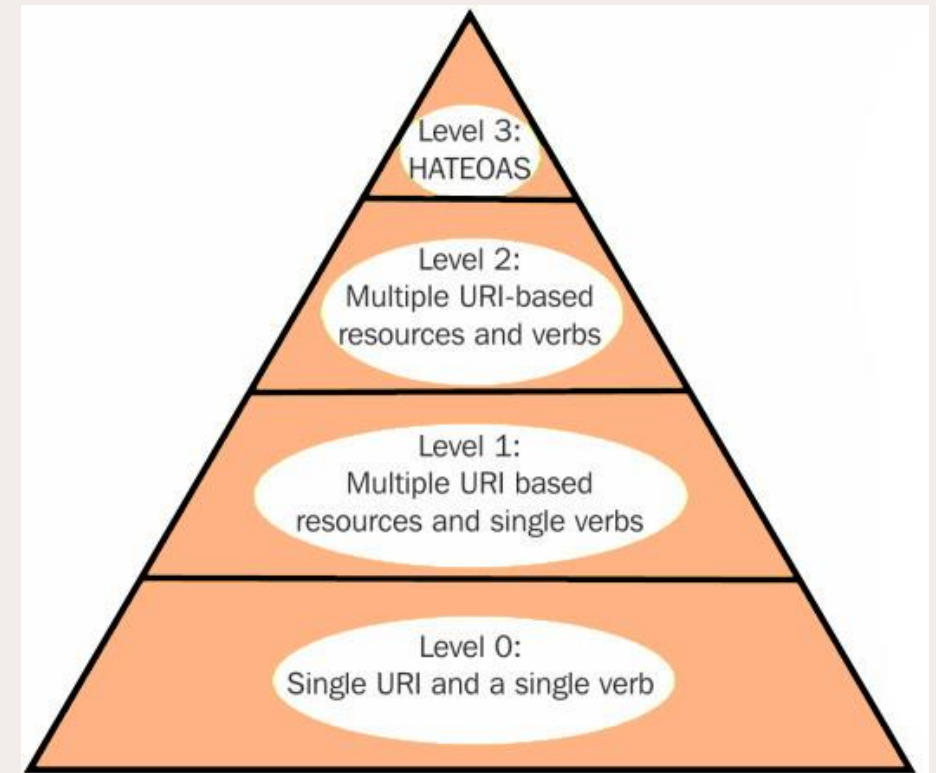 Level 3:
HATEOAS
Level 2:
Multiple URI-based
resources and verbs
Level 1:
Multiple URI based
resources and single verbs
Level 0:
Single URI and a single verb